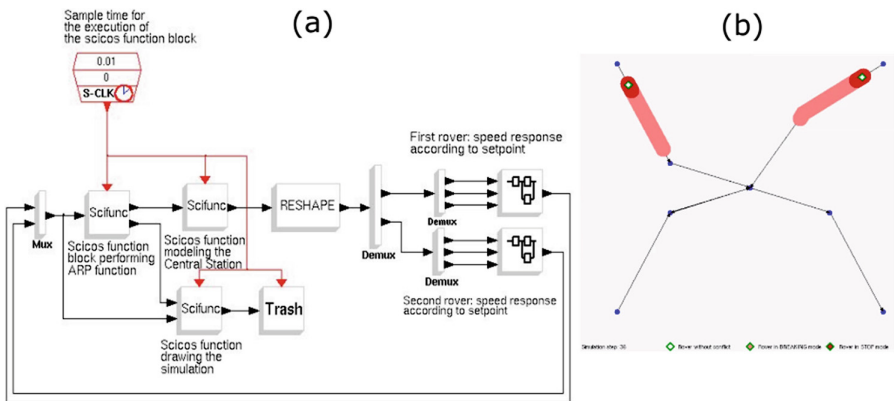 (a)
(b)
Sample time for
the execution of
the scicos function block
0.01
0
S-CLK
First rover: speed response
according to setpoint
Mux
Scifunc
Scifunc
RESHAPE
Demux
Demux
Scicos function
block performing
ARP function
Scicos function
modeling the
Central Station
Demux
Scifunc
Trash
Second rover: speed response
according to setpoint
Scicos function
drawing the
simulation
Simulation step: 36
Rover without conflict
Rover in BREAKING mode
Rover in STOP mode